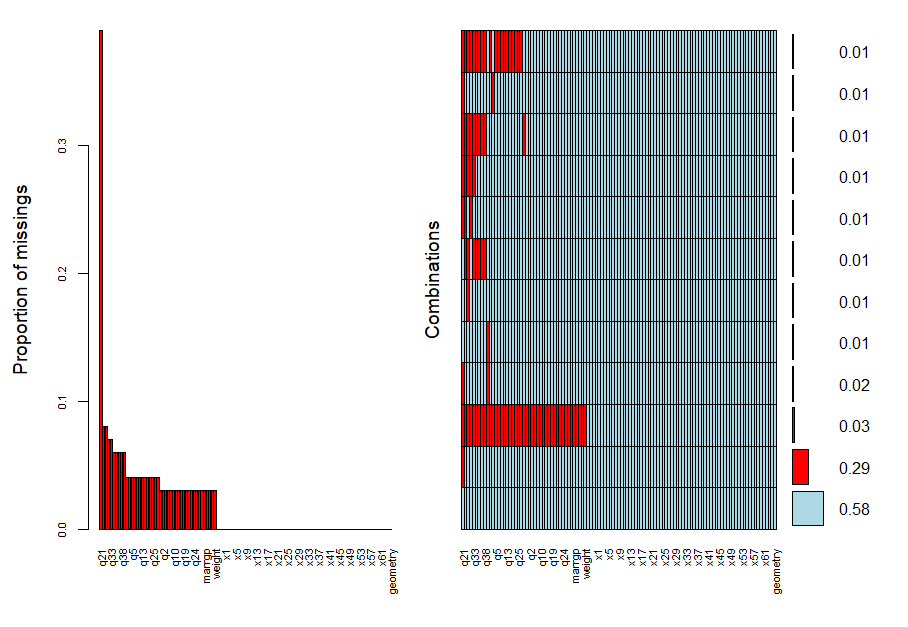 Proportion of missings
0.3
0.2
0.1
0.0
q21
q33
q38
q5
q13
q25
q2
q10
q19
q24
marrgp
weight
x1
x5
x9
x13
x17
x21
x25
x29
x33
x37
x41
x45
x49
x53
x57
x61
geometry
Combinations
q21
q33
q38
q5
q13
q25
q2
q10
q19
q24
marrgp
weight
x1
x5
x9
x13
x17
x21
x25
x29
x33
x37
x41
x45
x49
x53
x57
x61
geometry
0.01
0.01
0.01
0.01
0.01
0.01
0.01
0.01
0.02
0.03
0.29
0.58